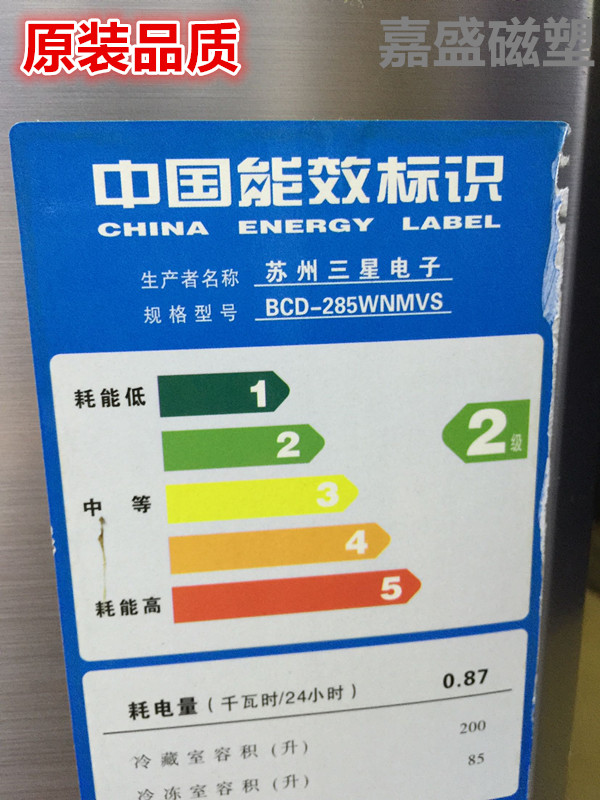 原装品质
嘉盛磁塑
中国能效标识
CHINA ENERGY LABEL
生产者名称 苏州三星电子
规格型号 BCD-285WNMVS
耗能低 1
2
2级
中 等 3
4
耗能高 5
耗电量(千瓦时/24小时) 0.87
冷藏室容积(升) 200
冷冻室容积(升) 85